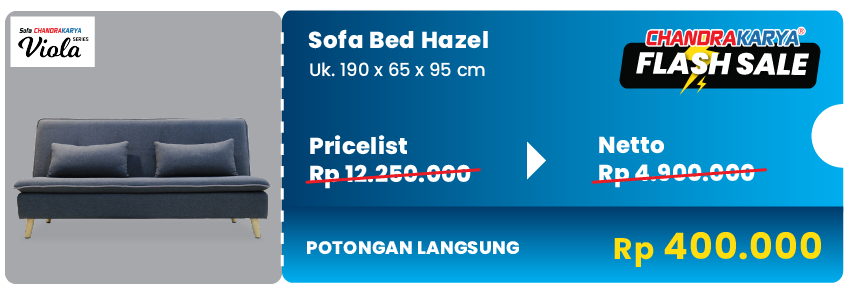 Sofa CHANDRAKARYA
Viola SERIES
Sofa Bed Hazel
Uk. 190 x 65 x 95 cm
CHANDRAKARYA®
FLASH SALE
Pricelist
Rp 12.250.000
Netto
Rp 4.900.000
POTONGAN LANGSUNG
Rp 400.000